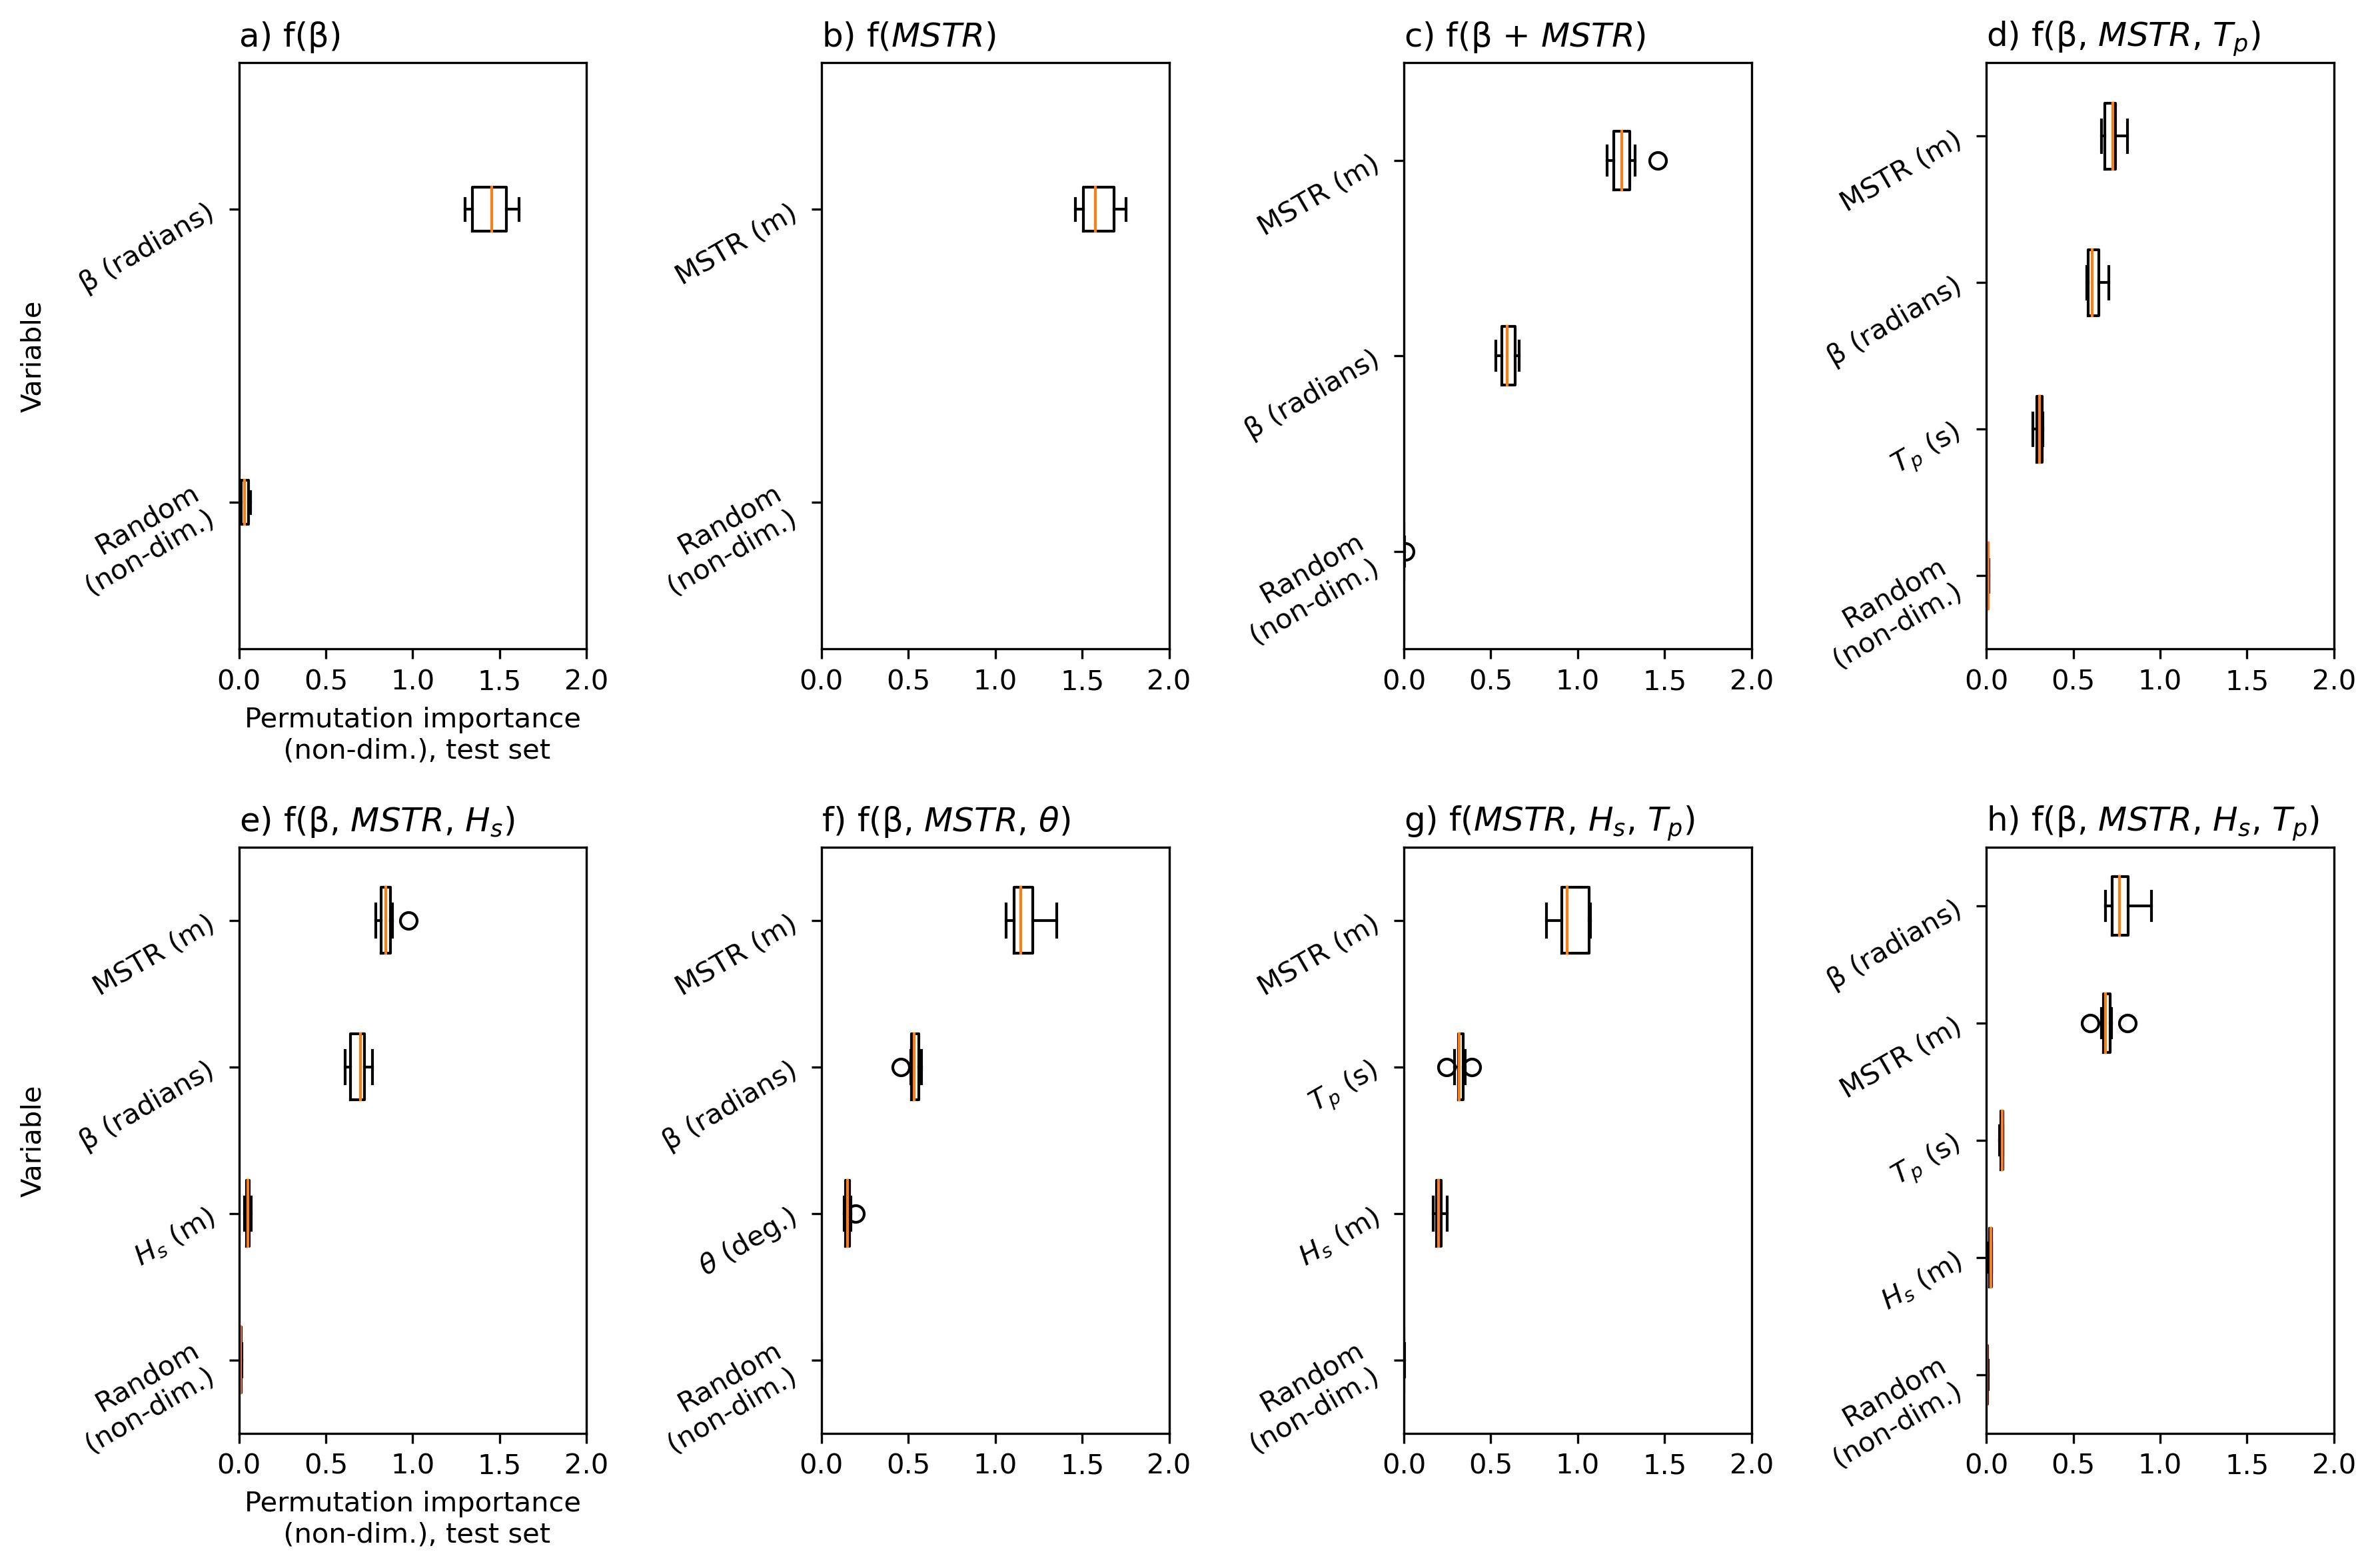 a) f(β)
β (radians)
Random
(non-dim.)
Variable
0.0 0.5 1.0 1.5 2.0
Permutation importance
(non-dim.), test set
b) f(MSTR)
MSTR (m)
Random
(non-dim.)
0.0 0.5 1.0 1.5 2.0
c) f(β + MSTR)
MSTR (m)
β (radians)
Random
(non-dim.)
0.0 0.5 1.0 1.5 2.0
d) f(β, MSTR, Tp)
MSTR (m)
β (radians)
Tp (s)
Random
(non-dim.)
0.0 0.5 1.0 1.5 2.0
e) f(β, MSTR, Hs)
MSTR (m)
β (radians)
Hs (m)
Random
(non-dim.)
Variable
0.0 0.5 1.0 1.5 2.0
Permutation importance
(non-dim.), test set
f) f(β, MSTR, θ)
MSTR (m)
β (radians)
θ (deg.)
Random
(non-dim.)
0.0 0.5 1.0 1.5 2.0
g) f(MSTR, Hs, Tp)
MSTR (m)
Tp (s)
Hs (m)
Random
(non-dim.)
0.0 0.5 1.0 1.5 2.0
h) f(β, MSTR, Hs, Tp)
β (radians)
MSTR (m)
Tp (s)
Hs (m)
Random
(non-dim.)
0.0 0.5 1.0 1.5 2.0